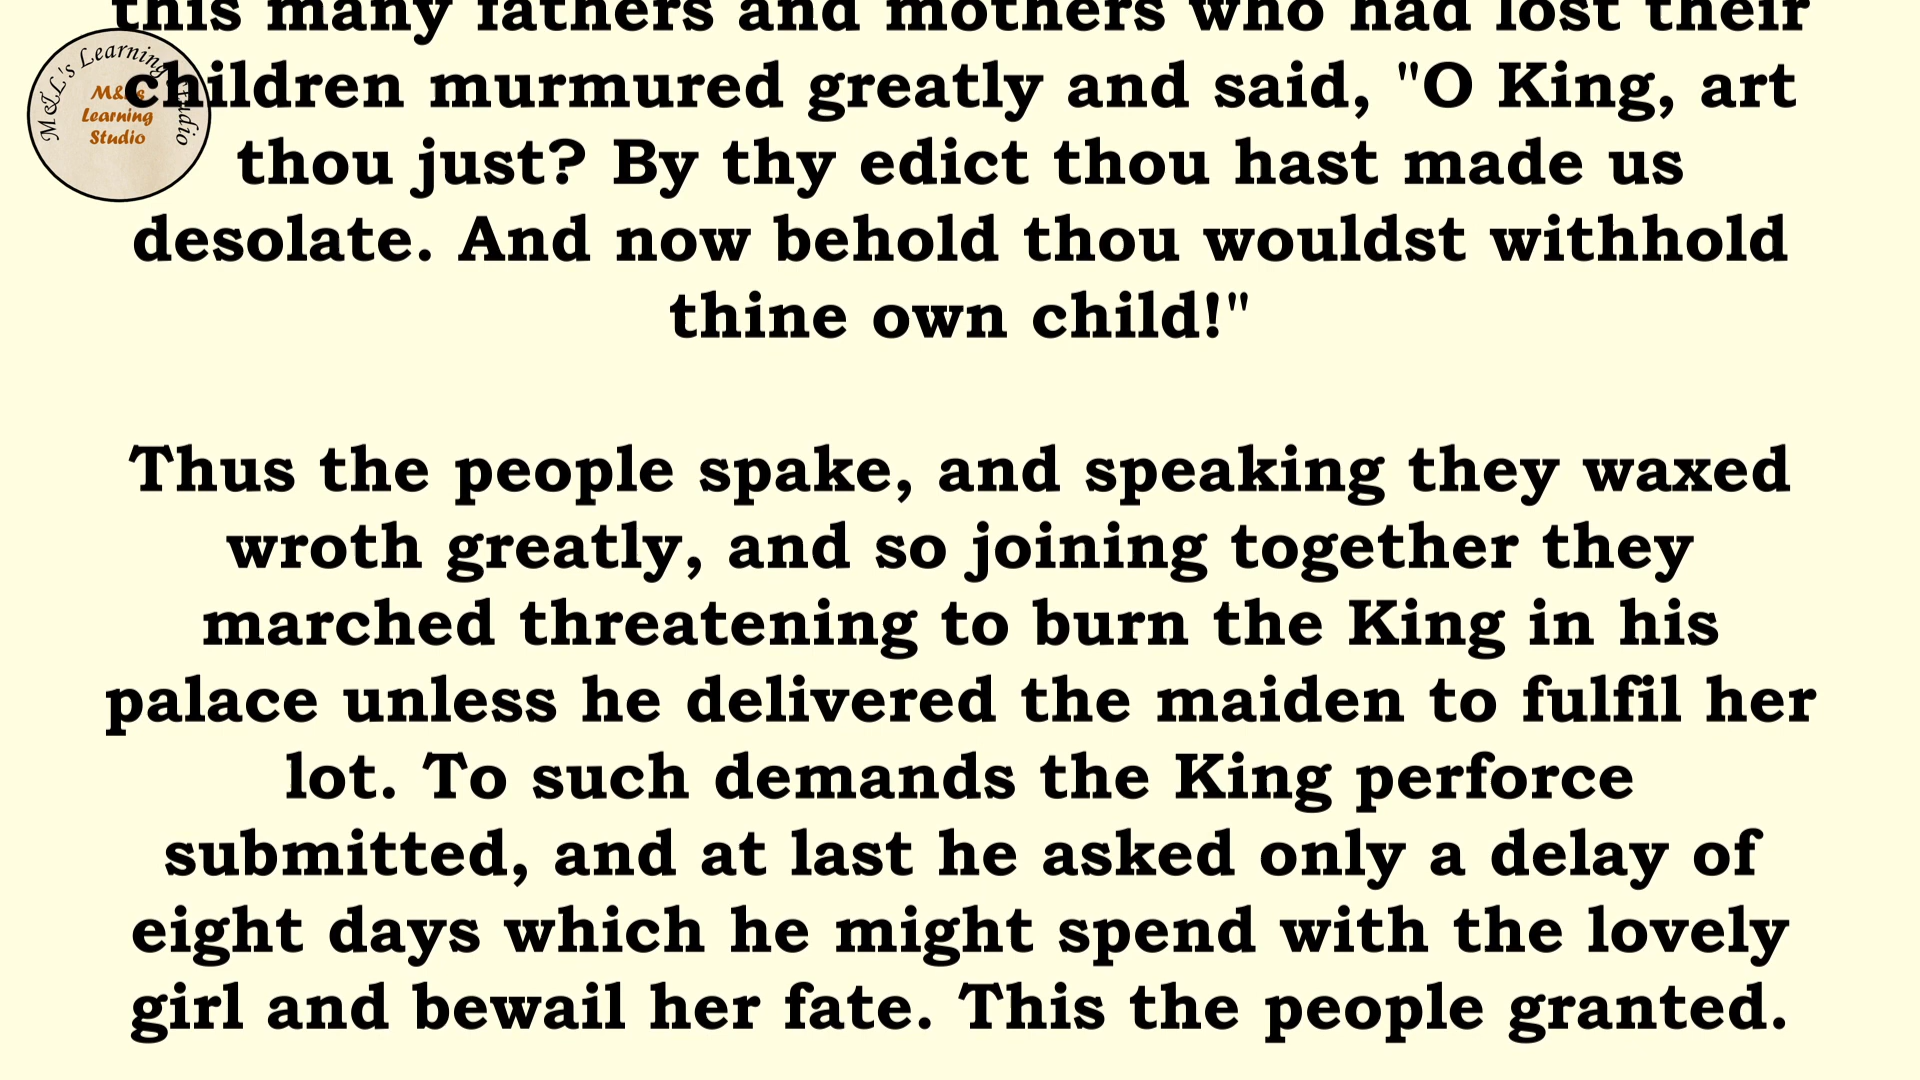 this many fathers and mothers who had lost their
children murmured greatly and said, "O King, art
thou just? By thy edict thou hast made us
desolate. And now behold thou wouldst withhold
thine own child!"
Thus the people spake, and speaking they waxed
wroth greatly, and so joining together they
marched threatening to burn the King in his
palace unless he delivered the maiden to fulfil her
lot. To such demands the King perforce
submitted, and at last he asked only a delay of
eight days which he might spend with the lovely
girl and bewail her fate. This the people granted.
M&L's Learning Studio
M&L's
Learning
Studio